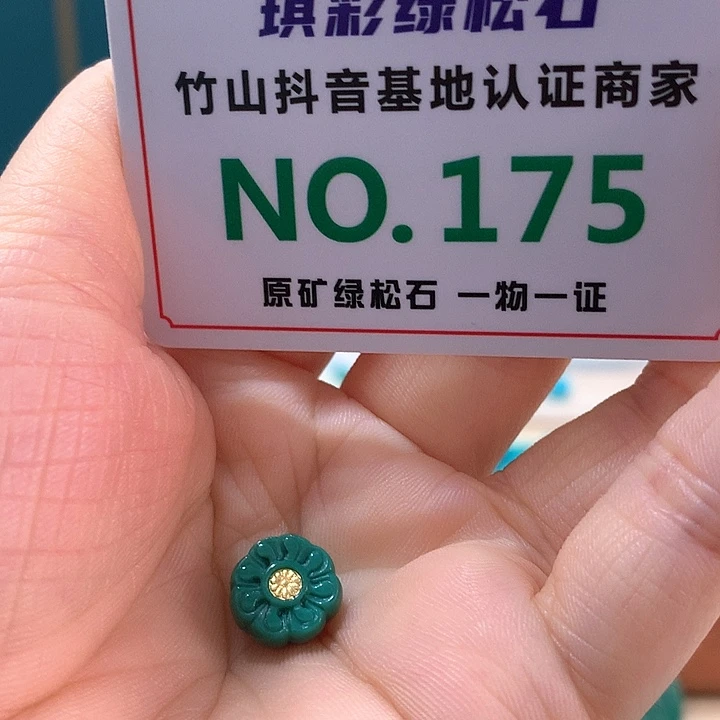 琪彩绿松石
竹山抖音基地认证商家
NO.175
原矿绿松石 一物一证